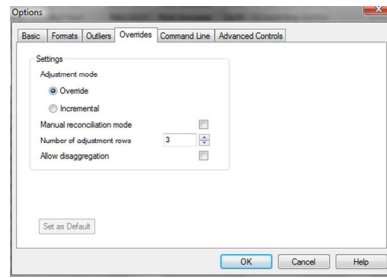 Options
Basic Formats Outliers Overrides Command Line Advanced Controls
Settings
Adjustment mode
Override
Incremental
Manual reconciliation mode
Number of adjustment rows 3
Allow disaggregation
Set as Default
OK Cancel Help